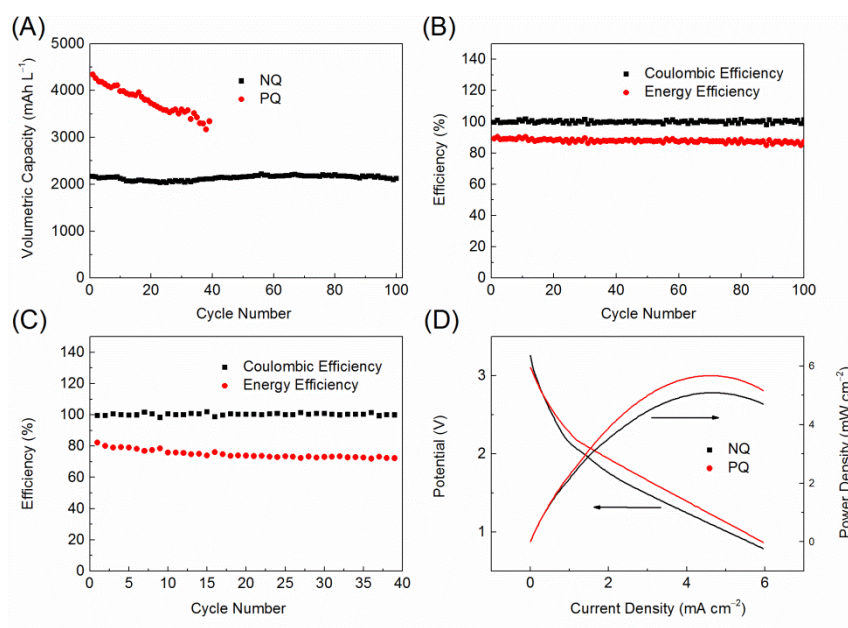 (A)
5000
4000
3000
2000
1000
0
0 20 40 60 80 100
Volumetric Capacity (mAh L⁻¹)
Cycle Number
NQ
PQ
(B)
140
120
100
80
60
40
20
0
0 20 40 60 80 100
Efficiency (%)
Cycle Number
Coulombic Efficiency
Energy Efficiency
(C)
140
120
100
80
60
40
20
0
0 5 10 15 20 25 30 35 40
Efficiency (%)
Cycle Number
Coulombic Efficiency
Energy Efficiency
(D)
3
2
1
0 2 4 6
Potential (V)
Current Density (mA cm⁻²)
NQ
PQ
6
5
4
3
2
1
0
Power Density (mW cm⁻²)